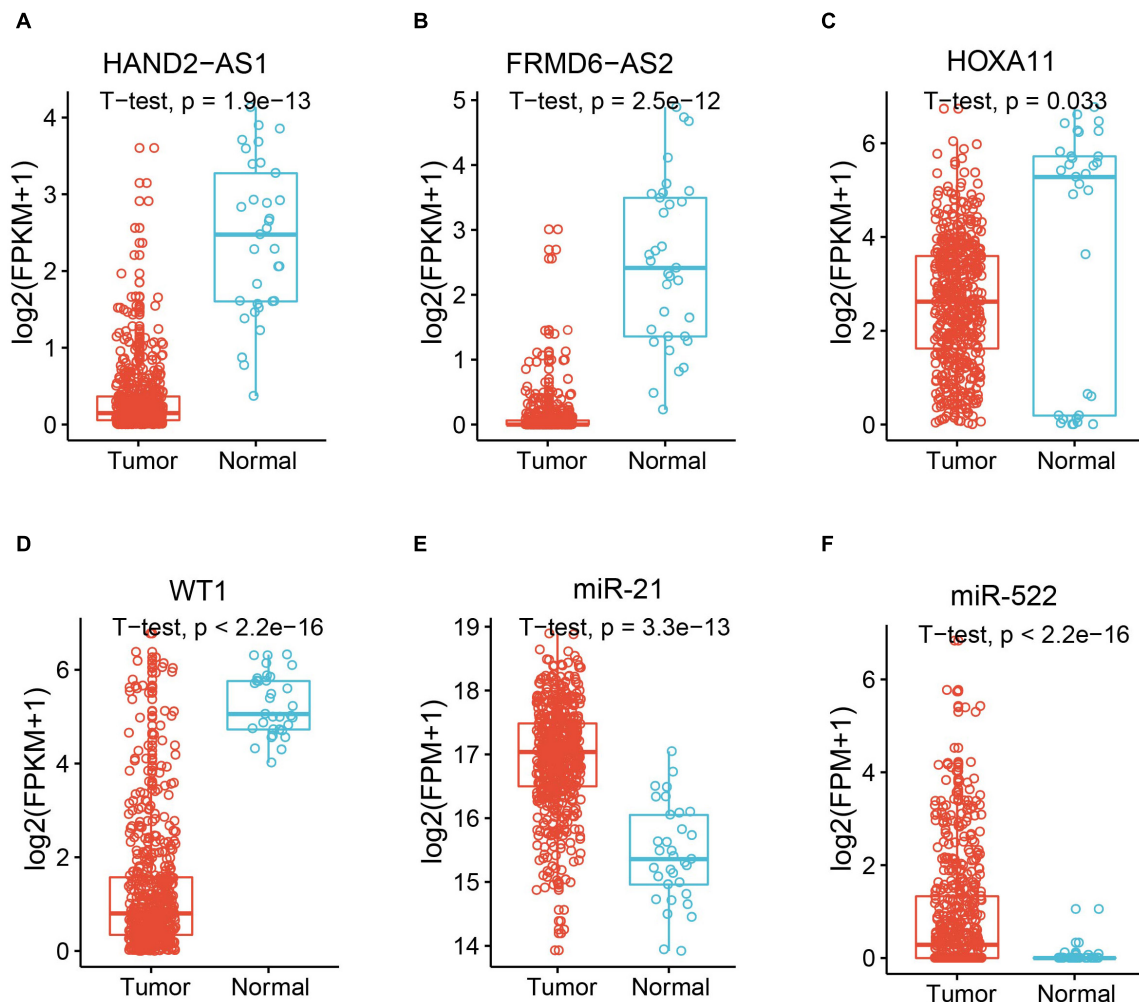 A
B
C
HAND2−AS1
FRMD6−AS2
HOXA11
T−test, p = 1.9e−13
T−test, p = 2.5e−12
T−test, p = 0.033
log2(FPKM+1)
4
3
2
1
0
Tumor
Normal
log2(FPKM+1)
5
4
3
2
1
0
Tumor
Normal
log2(FPKM+1)
6
4
2
0
Tumor
Normal
D
E
F
WT1
miR-21
miR-522
T−test, p < 2.2e−16
T−test, p = 3.3e−13
T−test, p < 2.2e−16
log2(FPKM+1)
6
4
2
0
Tumor
Normal
log2(FPM+1)
19
18
17
16
15
14
Tumor
Normal
log2(FPM+1)
6
4
2
0
Tumor
Normal